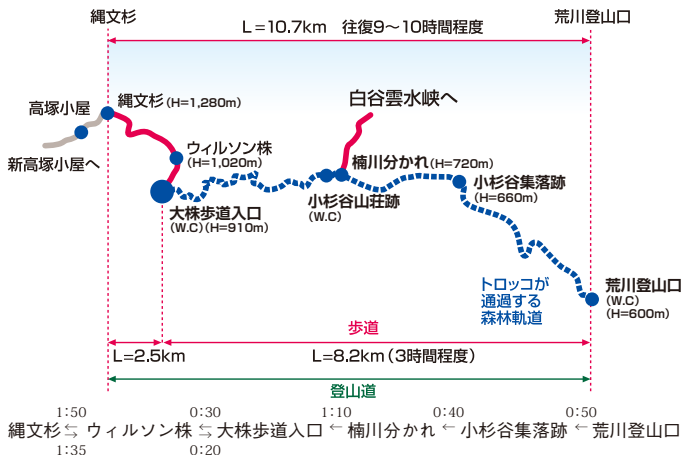 縄文杉
荒川登山口
L=10.7km 往復9～10時間程度
高塚小屋
縄文杉(H=1,280m)
白谷雲水峡へ
新高塚小屋へ
ウィルソン株
(H=1,020m)
楠川分かれ(H=720m)
小杉谷集落跡
(H=660m)
大株歩道入口
(W.C)(H=910m)
小杉谷山荘跡
(W.C)
トロッコが
通過する
森林軌道
荒川登山口
(W.C)
(H=600m)
歩道
L=2.5km
L=8.2km(3時間程度)
登山道
1:50 0:30 1:10 0:40 0:50
縄文杉 ⇆ ウィルソン株 ⇆ 大株歩道入口 ← 楠川分かれ ← 小杉谷集落跡 ← 荒川登山口
1:35 0:20